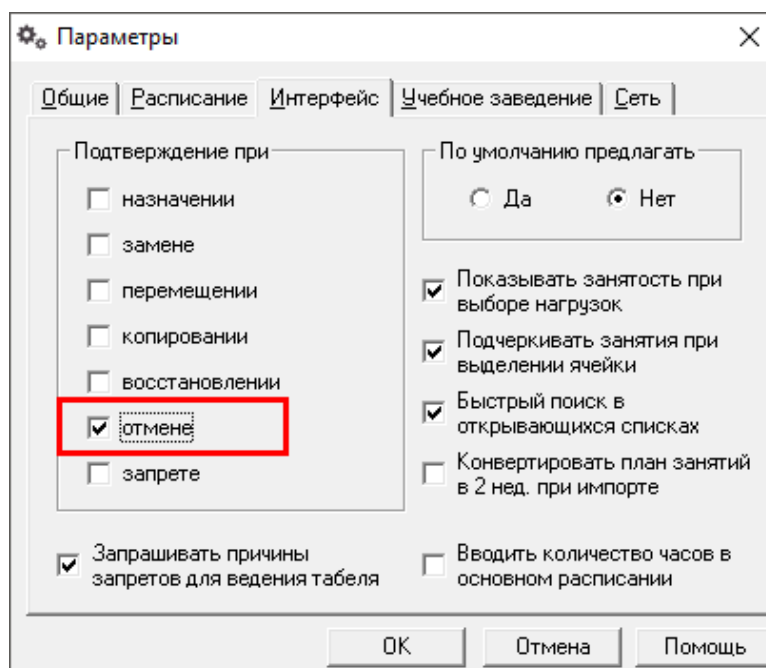 Параметры
Общие Расписание Интерфейс Учебное заведение Сеть
Подтверждение при
назначении
замене
перемещении
копировании
восстановлении
отмене
запрете
Запрашивать причины
запретов для ведения табеля
По умолчанию предлагать
Да Нет
Показывать занятость при
выборе нагрузок
Подчеркивать занятия при
выделении ячейки
Быстрый поиск в
открывающихся списках
Конвертировать план занятий
в 2 нед. при импорте
Вводить количество часов в
основном расписании
OK Отмена Помощь